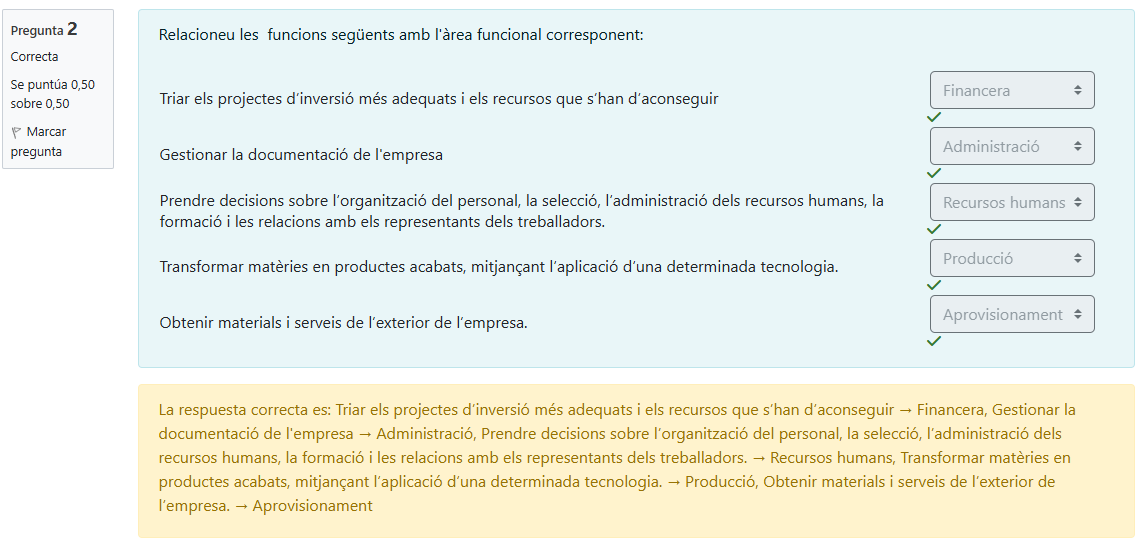 Pregunta 2
Correcta
Se puntúa 0,50
sobre 0,50
Marcar
pregunta
Relacioneu les  funcions següents amb l'àrea funcional corresponent:
Triar els projectes d’inversió més adequats i els recursos que s’han d’aconseguir
Financera
Gestionar la documentació de l'empresa
Administració
Prendre decisions sobre l’organització del personal, la selecció, l’administració dels recursos humans, la
formació i les relacions amb els representants dels treballadors.
Recursos humans
Transformar matèries en productes acabats, mitjançant l’aplicació d’una determinada tecnologia.
Producció
Obtenir materials i serveis de l’exterior de l’empresa.
Aprovisionament
La respuesta correcta es: Triar els projectes d’inversió més adequats i els recursos que s’han d’aconseguir → Financera, Gestionar la
documentació de l'empresa → Administració, Prendre decisions sobre l’organització del personal, la selecció, l’administració dels
recursos humans, la formació i les relacions amb els representants dels treballadors. → Recursos humans, Transformar matèries en
productes acabats, mitjançant l’aplicació d’una determinada tecnologia. → Producció, Obtenir materials i serveis de l’exterior de
l’empresa. → Aprovisionament